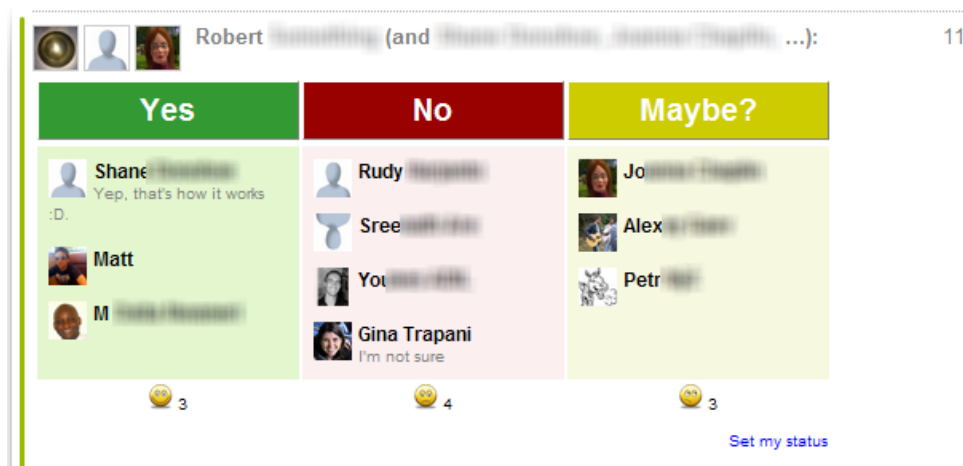 Robert (and ...): 11
Yes No Maybe?
Shane
Yep, that's how it works
:D.
Matt
M
Rudy
Sree
You
Gina Trapani
I'm not sure
Jo
Alex
Petr
3 4 3
Set my status